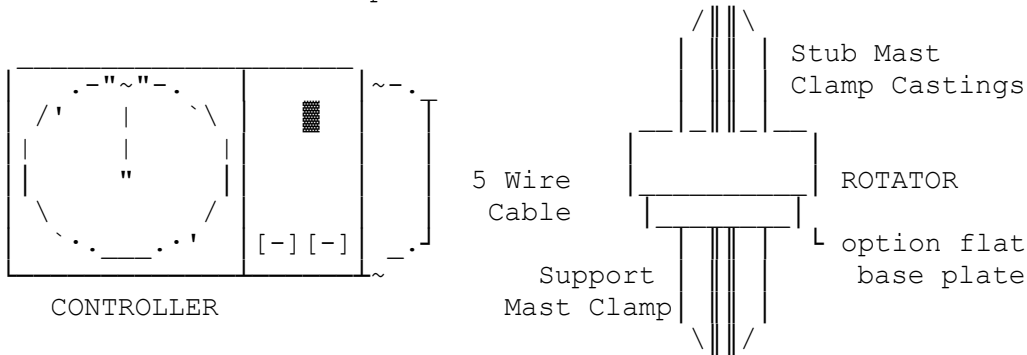 Stub Mast
Clamp Castings
5 Wire
Cable
ROTATOR
[-][-]
option flat
base plate
Support
Mast Clamp
CONTROLLER